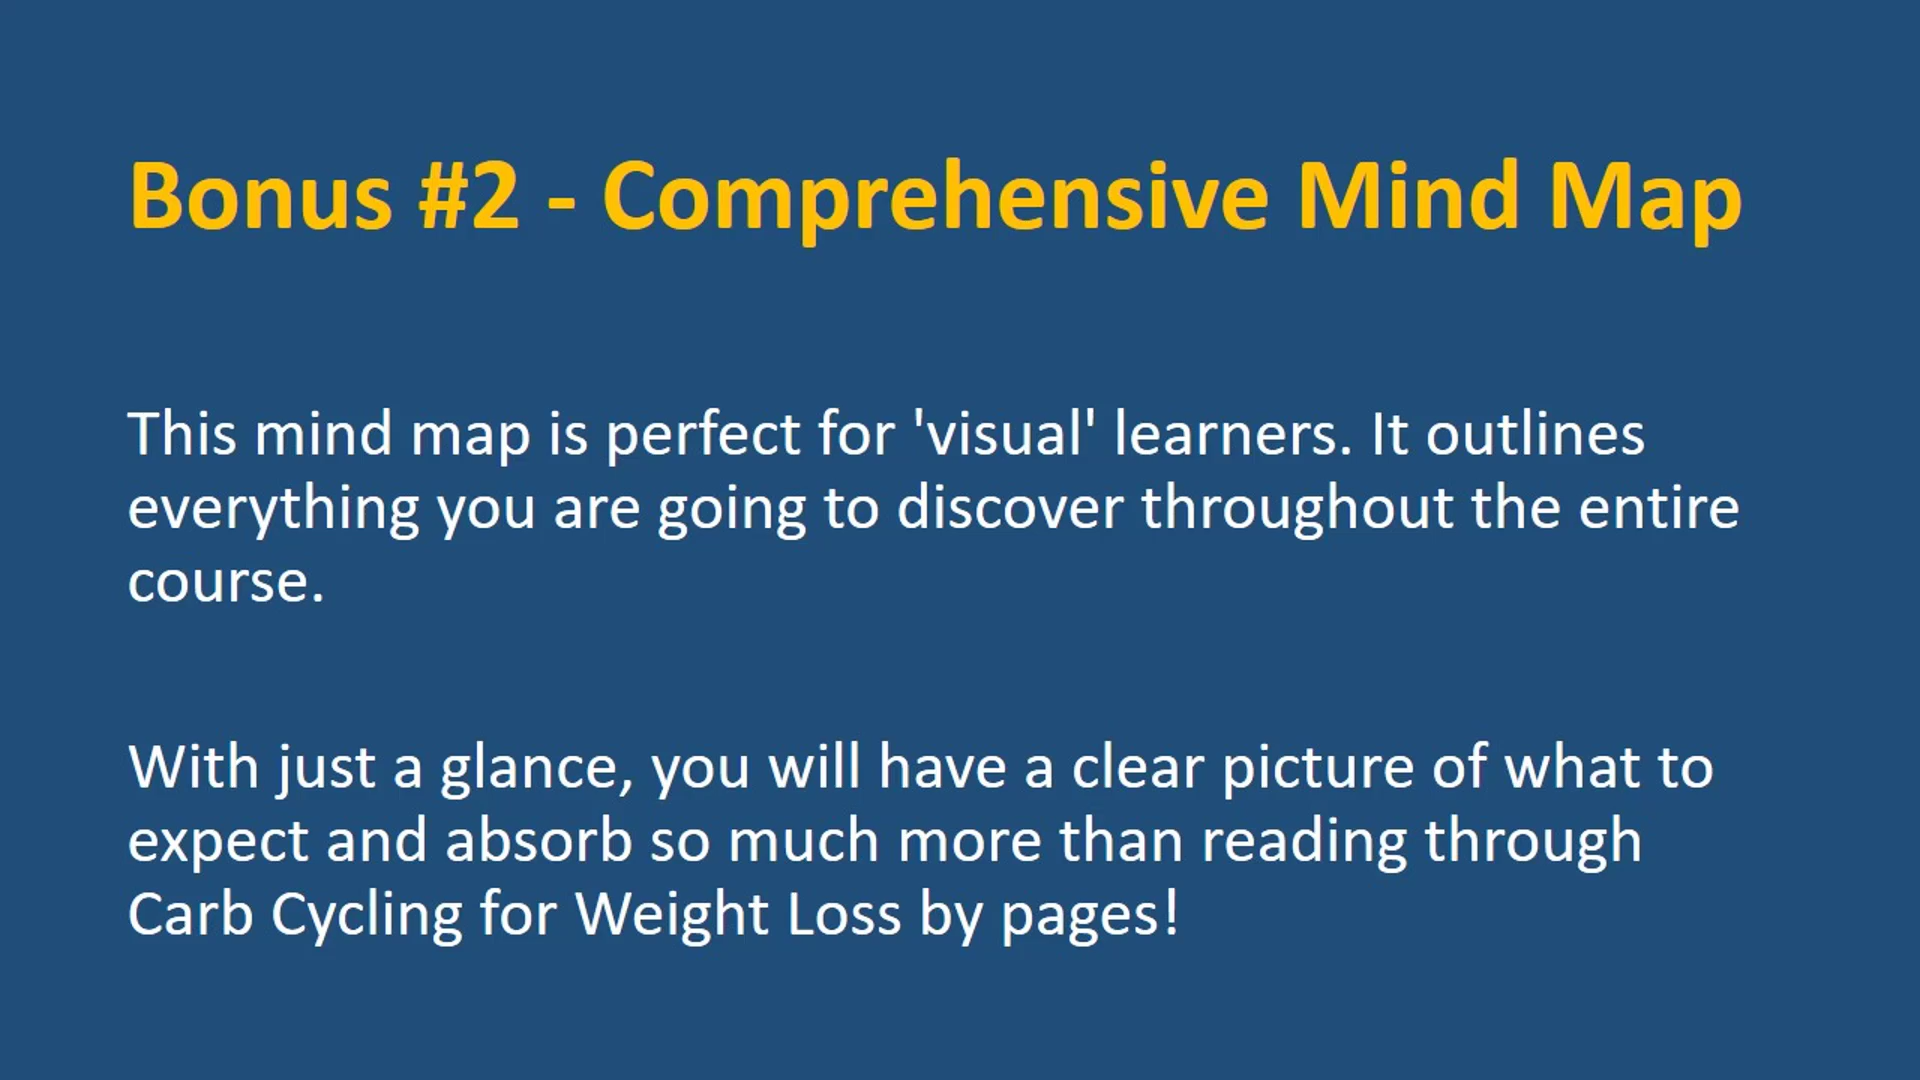 Bonus #2 - Comprehensive Mind Map
This mind map is perfect for 'visual' learners. It outlines
everything you are going to discover throughout the entire
course.
With just a glance, you will have a clear picture of what to
expect and absorb so much more than reading through
Carb Cycling for Weight Loss by pages!